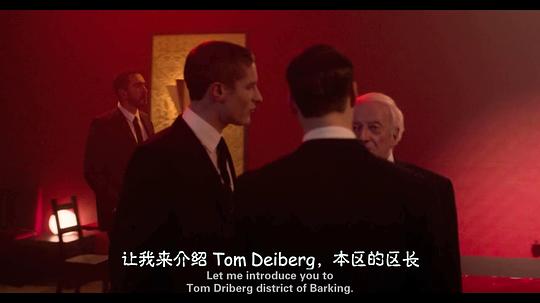 让我来介绍 Tom Deiberg，本区的区长
Let me introduce you to
Tom Driberg district of Barking.